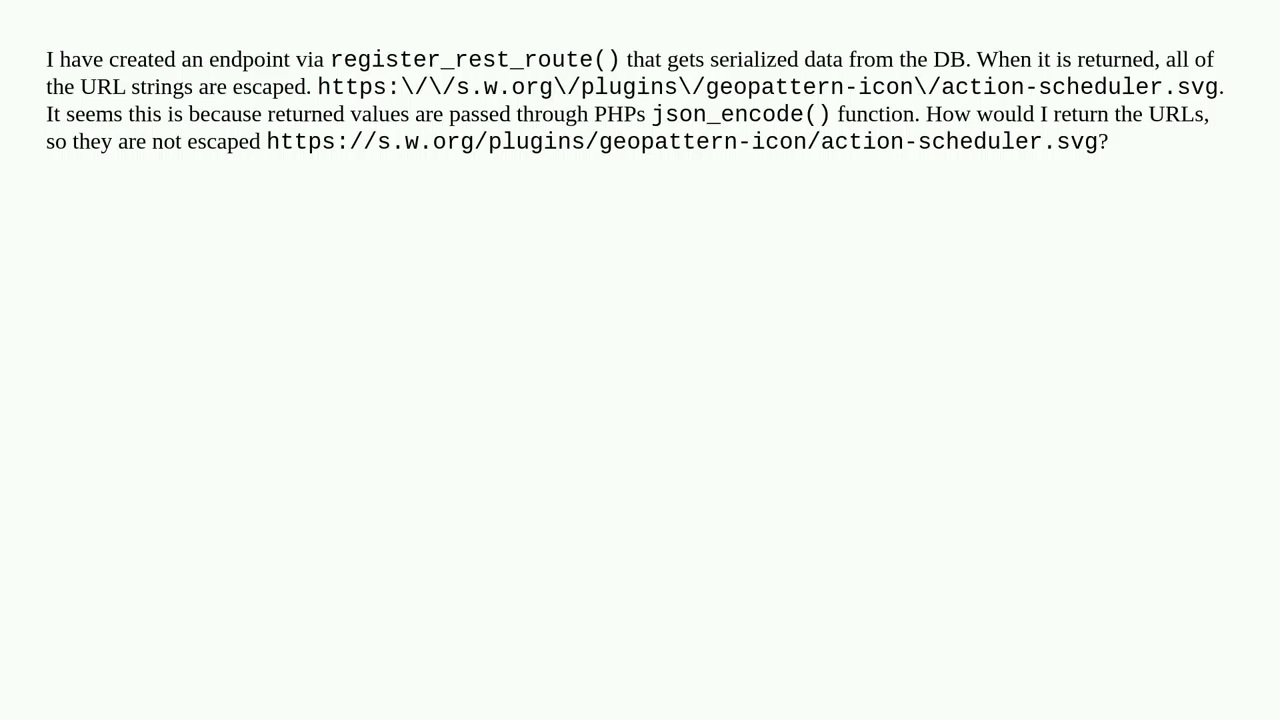 I have created an endpoint via register_rest_route() that gets serialized data from the DB. When it is returned, all of
the URL strings are escaped. https:\/\/s.w.org\/plugins\/geopattern-icon\/action-scheduler.svg.
It seems this is because returned values are passed through PHPs json_encode() function. How would I return the URLs,
so they are not escaped https://s.w.org/plugins/geopattern-icon/action-scheduler.svg?